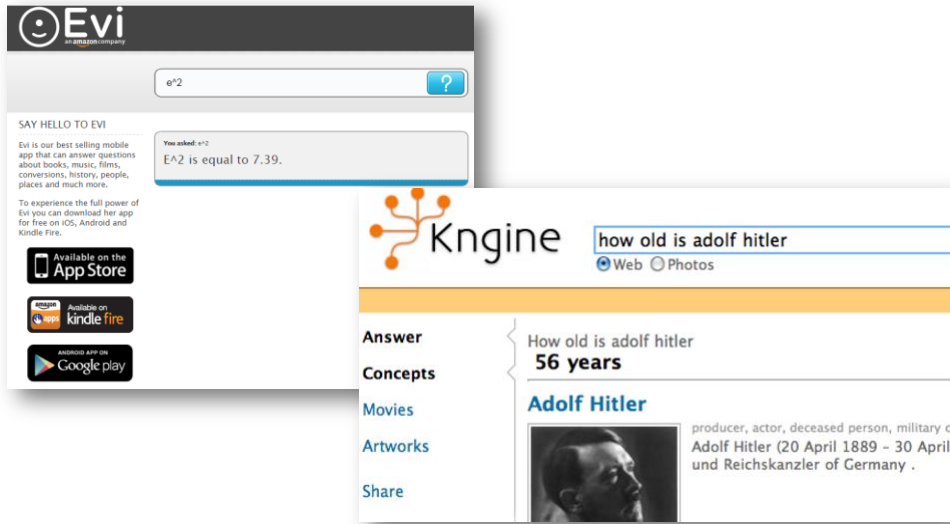 Evi
an amazon company
e^2
?
SAY HELLO TO EVI
Evi is our best selling mobile
app that can answer questions
about books, music, films,
conversions, history, people,
places and much more.
To experience the full power of
Evi you can download her app
for free on iOS, Android and
Kindle Fire.
Available on the
App Store
amazon
apps
Available on
kindle fire
ANDROID APP ON
Google play
You asked: e^2
E^2 is equal to 7.39.
Kngine
how old is adolf hitler
Web Photos
Answer
Concepts
Movies
Artworks
Share
How old is adolf hitler
56 years
Adolf Hitler
producer, actor, deceased person, military
Adolf Hitler (20 April 1889 – 30 April
und Reichskanzler of Germany .